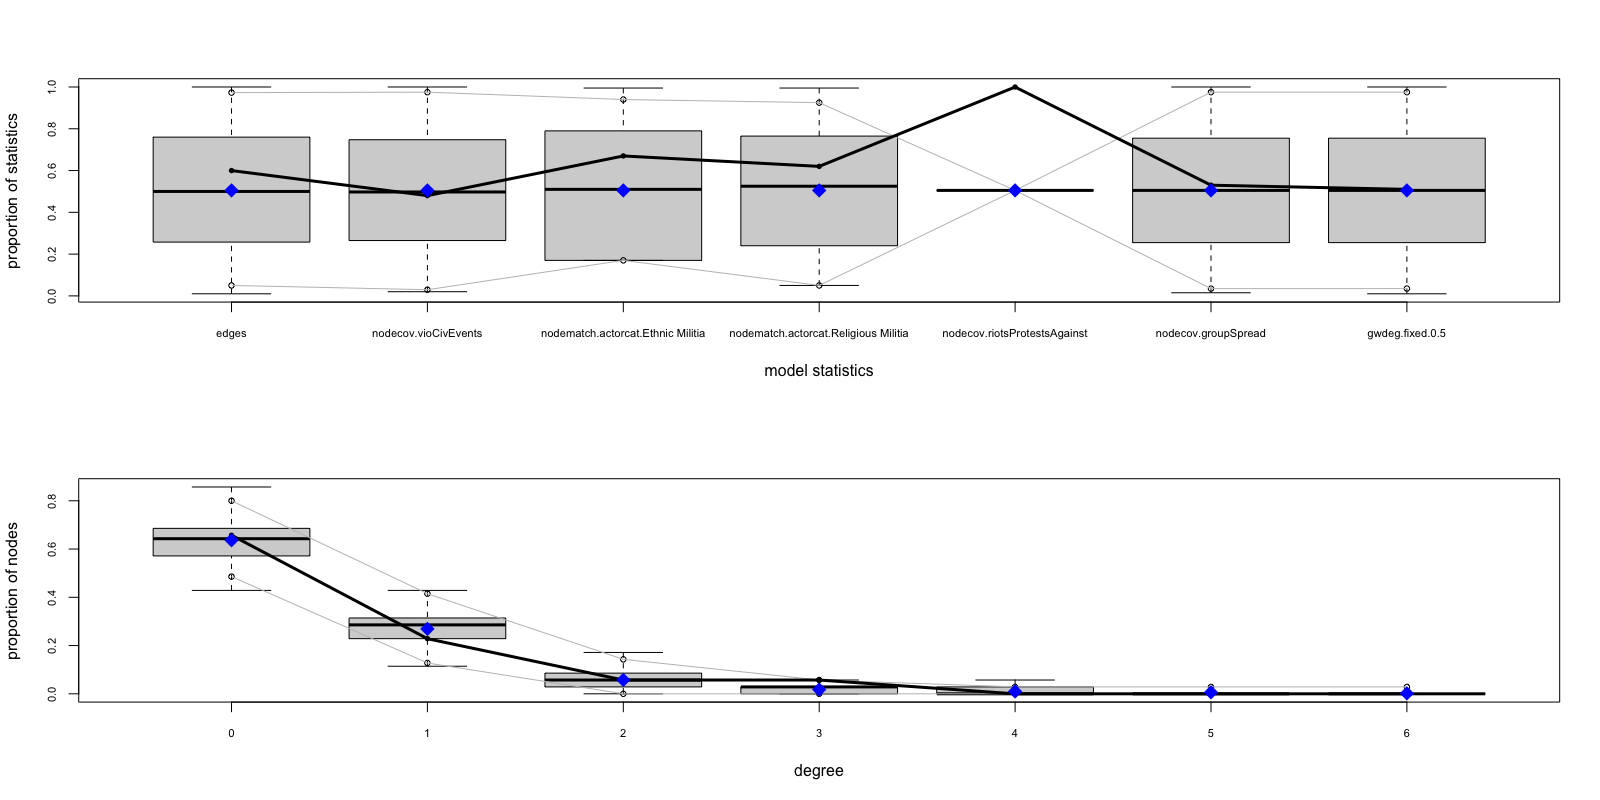 proportion of statistics
1.0
0.8
0.6
0.4
0.2
0.0
edges nodecov.vioCivEvents nodematch.actorcat.Ethnic Militia nodematch.actorcat.Religious Militia nodecov.riotsProtestsAgainst nodecov.groupSpread gwdeg.fixed.0.5
model statistics
proportion of nodes
0.8
0.6
0.4
0.2
0.0
0 1 2 3 4 5 6
degree